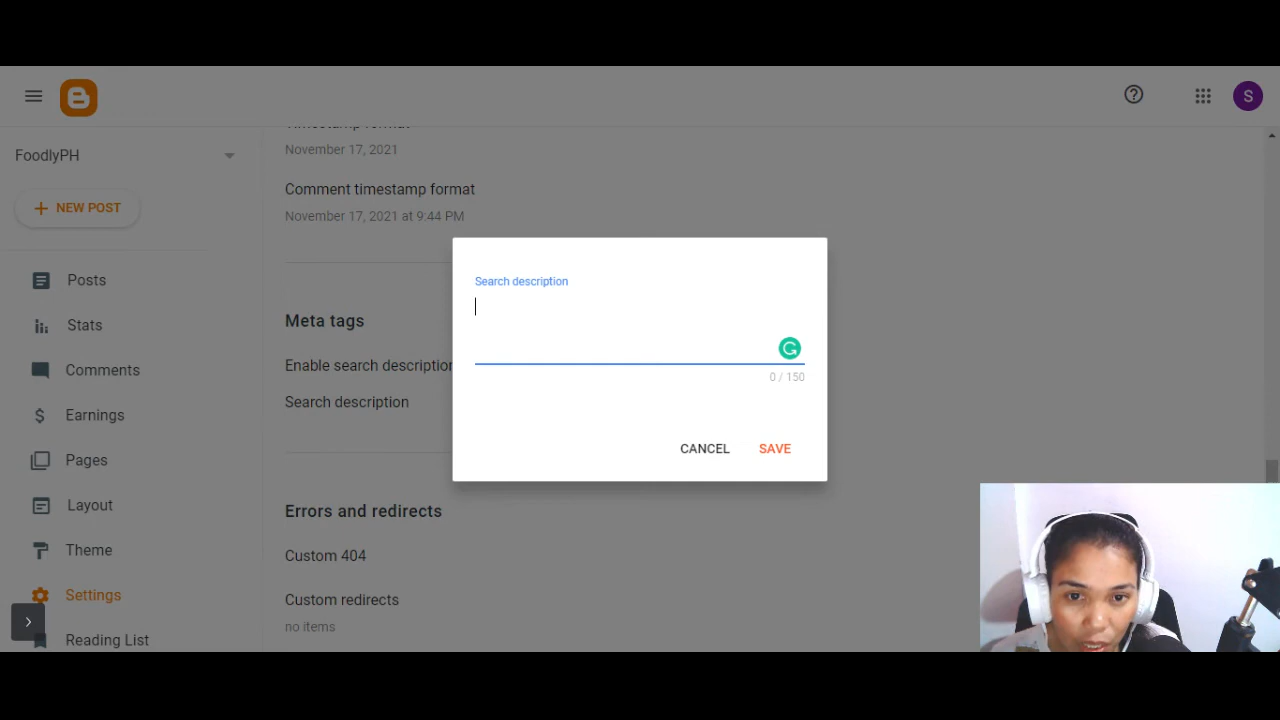 S
FoodlyPH
NEW POST
Posts
Stats
Comments
Earnings
Pages
Layout
Theme
Settings
Reading List
Timestamp format
November 17, 2021
Comment timestamp format
November 17, 2021 at 9:44 PM
Meta tags
Enable search description
Search description
Errors and redirects
Custom 404
Custom redirects
no items
Search description
0 / 150
CANCEL
SAVE